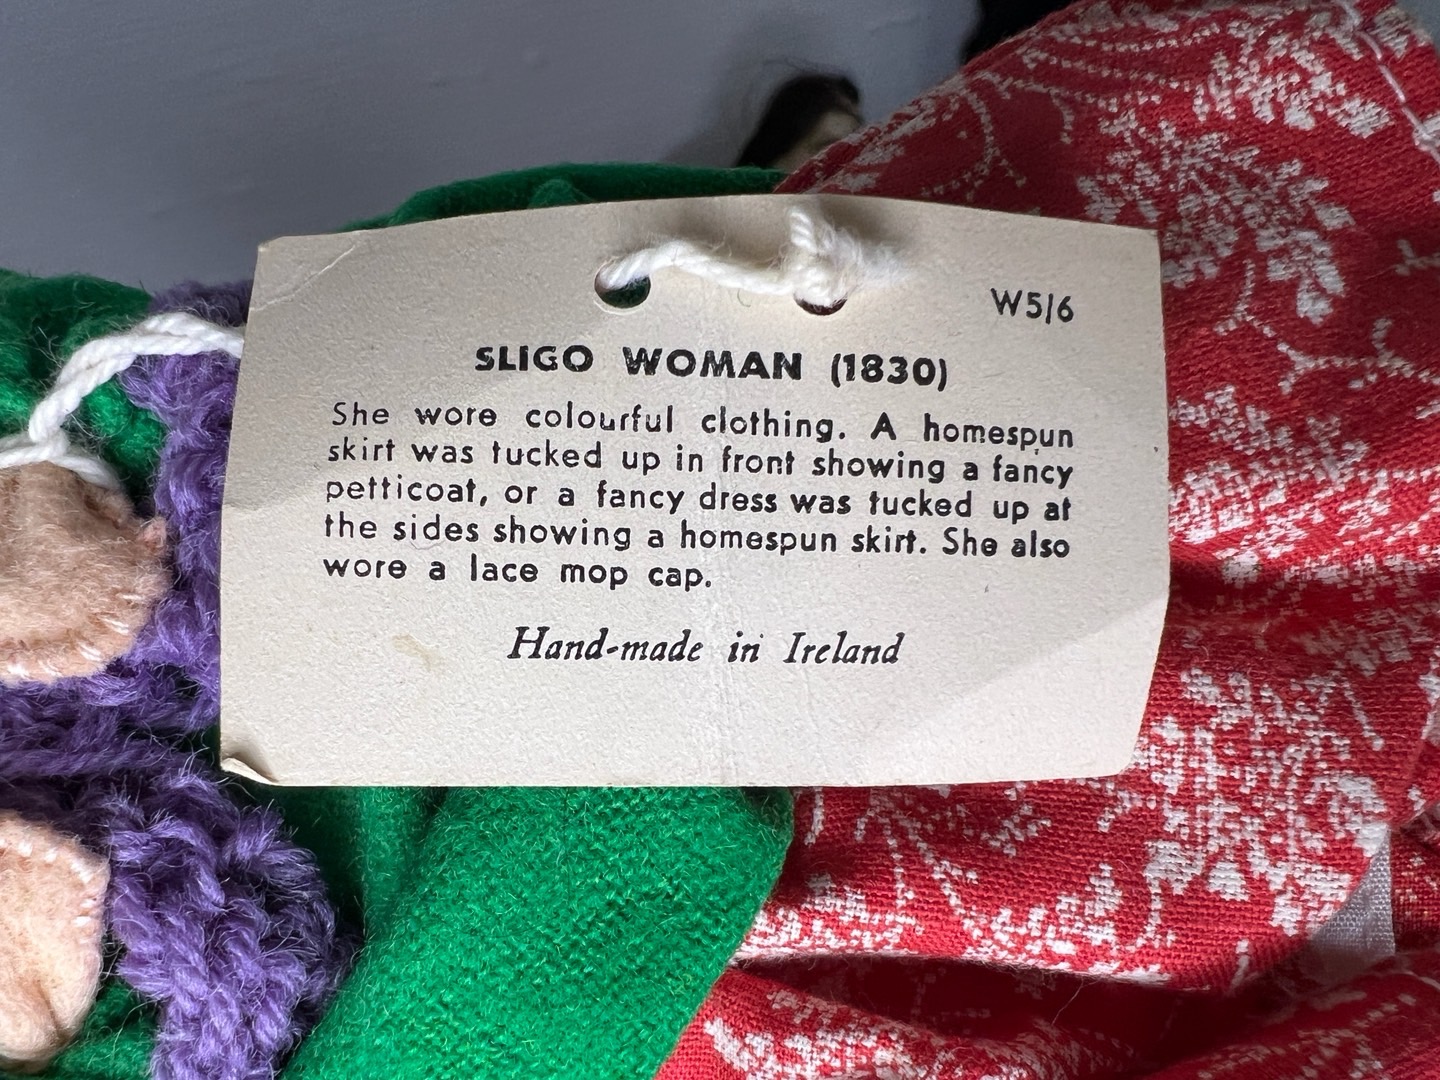 W5/6
SLIGO WOMAN (1830)
She wore colourful clothing. A homespun
skirt was tucked up in front showing a fancy
petticoat, or a fancy dress was tucked up at
the sides showing a homespun skirt. She also
wore a lace mop cap.
Hand-made in Ireland